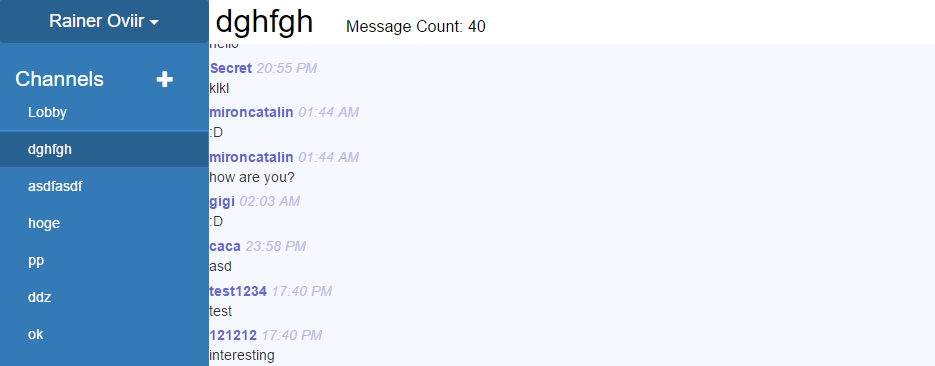 Rainer Oviir
Channels
Lobby
dghfgh
asdfasdf
hoge
pp
ddz
ok
dghfgh Message Count: 40
hello
Secret 20:55 PM
klkl
mironcatalin 01:44 AM
:D
mironcatalin 01:44 AM
how are you?
gigi 02:03 AM
:D
caca 23:58 PM
asd
test1234 17:40 PM
test
121212 17:40 PM
interesting